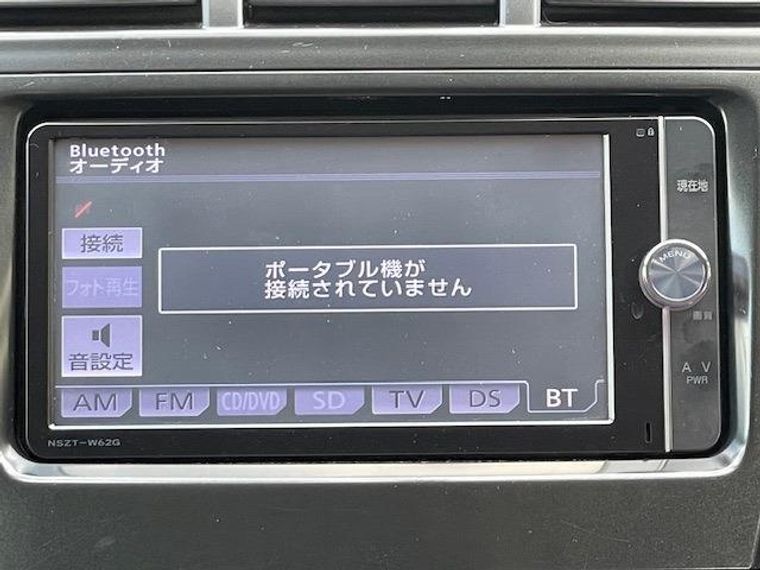 Bluetooth
オーディオ
接続
フォト再生
音設定
ポータブル機が
接続されていません
AM FM CD/DVD SD TV DS BT
NSZT-W62G
現在地
MENU
画質
A V
PWR